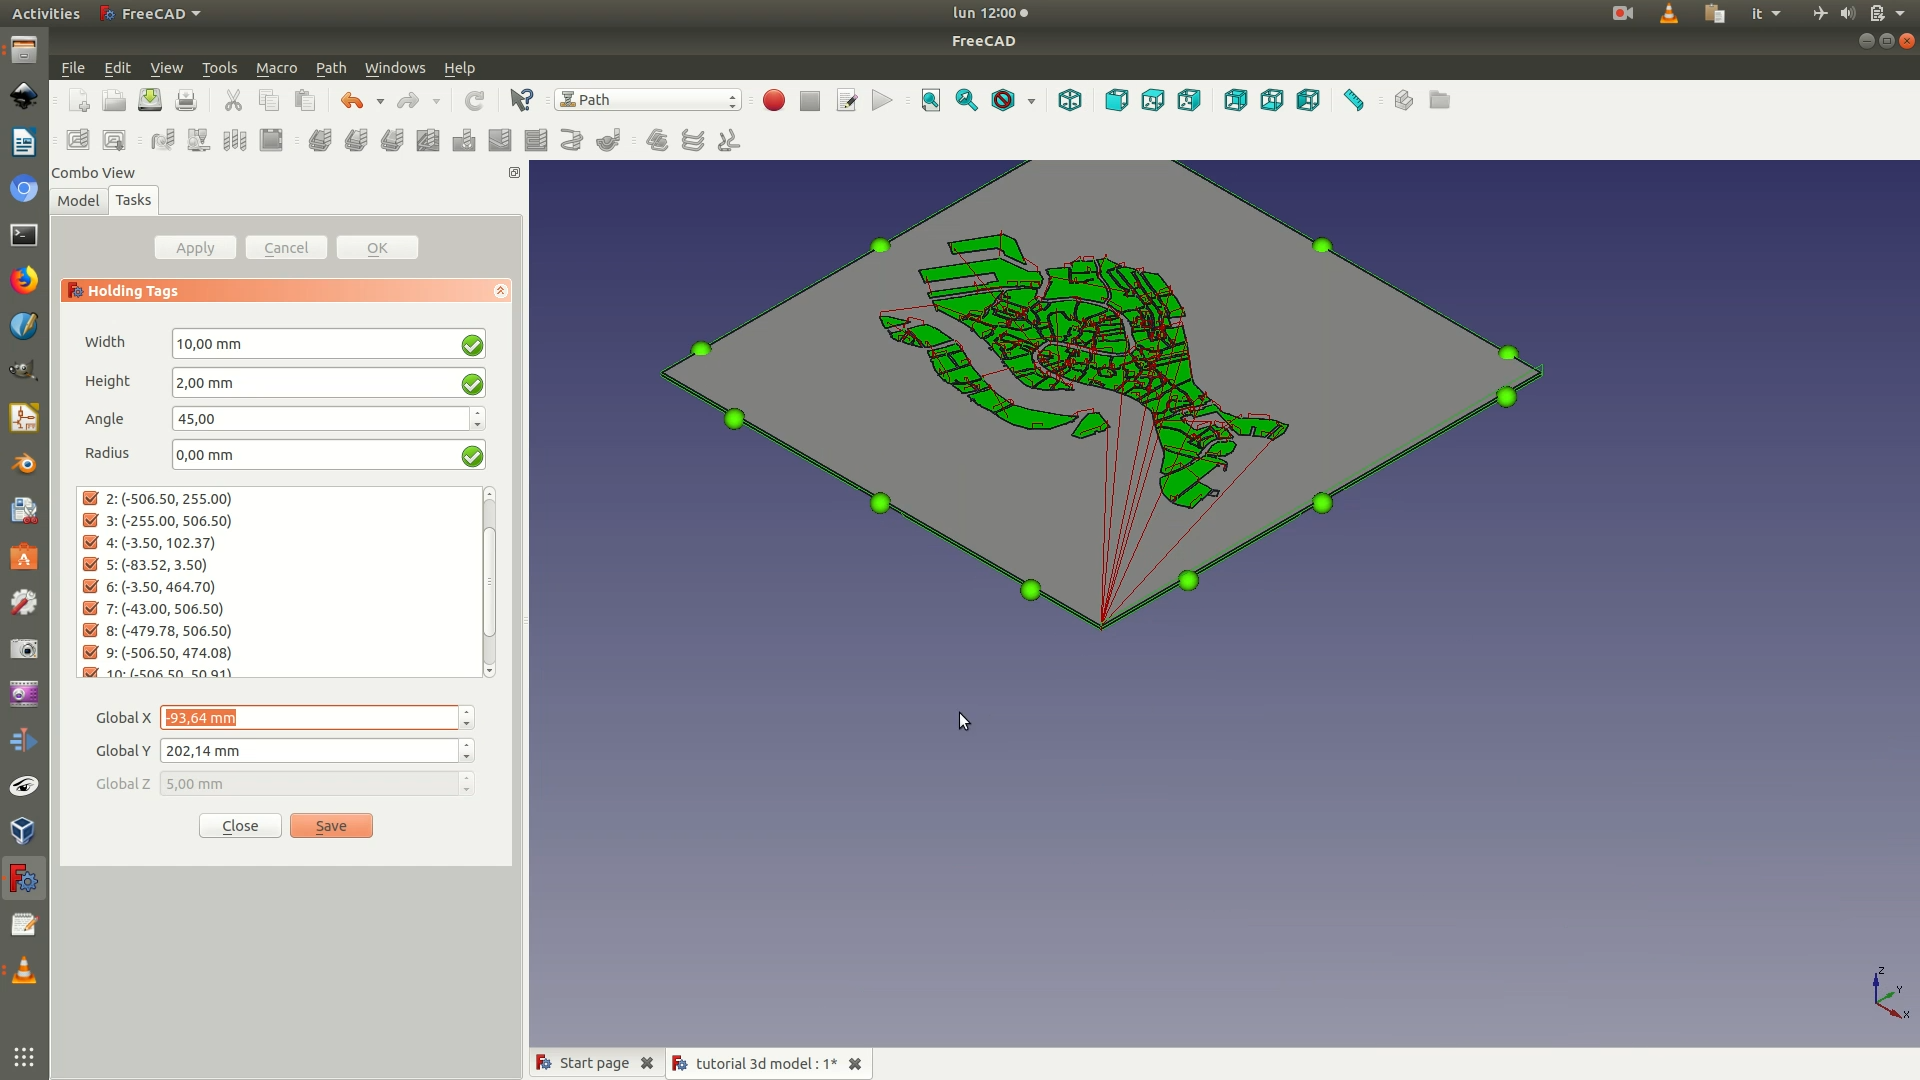 Activities FreeCAD lun 12:00 it
FreeCAD
File Edit View Tools Macro Path Windows Help
Path
Combo View
Model Tasks
Apply Cancel OK
Holding Tags
Width 10,00 mm
Height 2,00 mm
Angle 45,00
Radius 0,00 mm
2: (-506.50, 255.00)
3: (-255.00, 506.50)
4: (-3.50, 102.37)
5: (-83.52, 3.50)
6: (-3.50, 464.70)
7: (-43.00, 506.50)
8: (-479.78, 506.50)
9: (-506.50, 474.08)
10: (-506.50, 50.91)
Global X -93,64 mm
Global Y 202,14 mm
Global Z 5,00 mm
Close Save
Z
Y
X
Start page tutorial 3d model : 1*